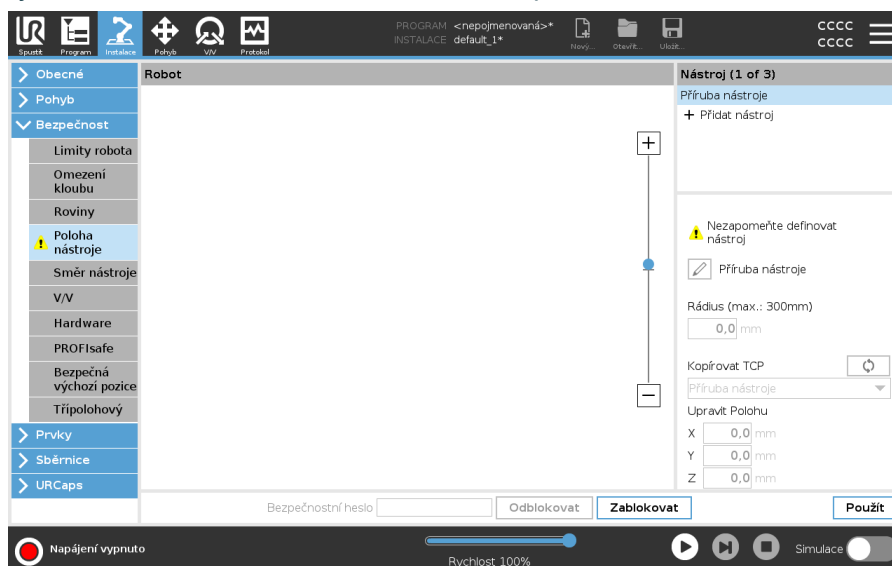 PROGRAM <nepojmenovaná>*
INSTALACE default_1*
Spustit Program Instalace Pohyb V/V Protokol
Nový... Otevřít... Uložit...
cccc
cccc
Obecné
Pohyb
Bezpečnost
Limity robota
Omezení
kloubu
Roviny
Poloha
nástroje
Směr nástroje
V/V
Hardware
PROFIsafe
Bezpečná
výchozí pozice
Třípolohový
Prvky
Sběrnice
URCaps
Robot
Nástroj (1 of 3)
Příruba nástroje
+ Přidat nástroj
Nezapomeňte definovat
nástroj
Příruba nástroje
Rádius (max.: 300mm)
0,0 mm
Kopírovat TCP
Příruba nástroje
Upravit Polohu
X 0,0 mm
Y 0,0 mm
Z 0,0 mm
Bezpečnostní heslo Odblokovat Zablokovat Použít
Napájení vypnuto
Rychlost 100%
Simulace